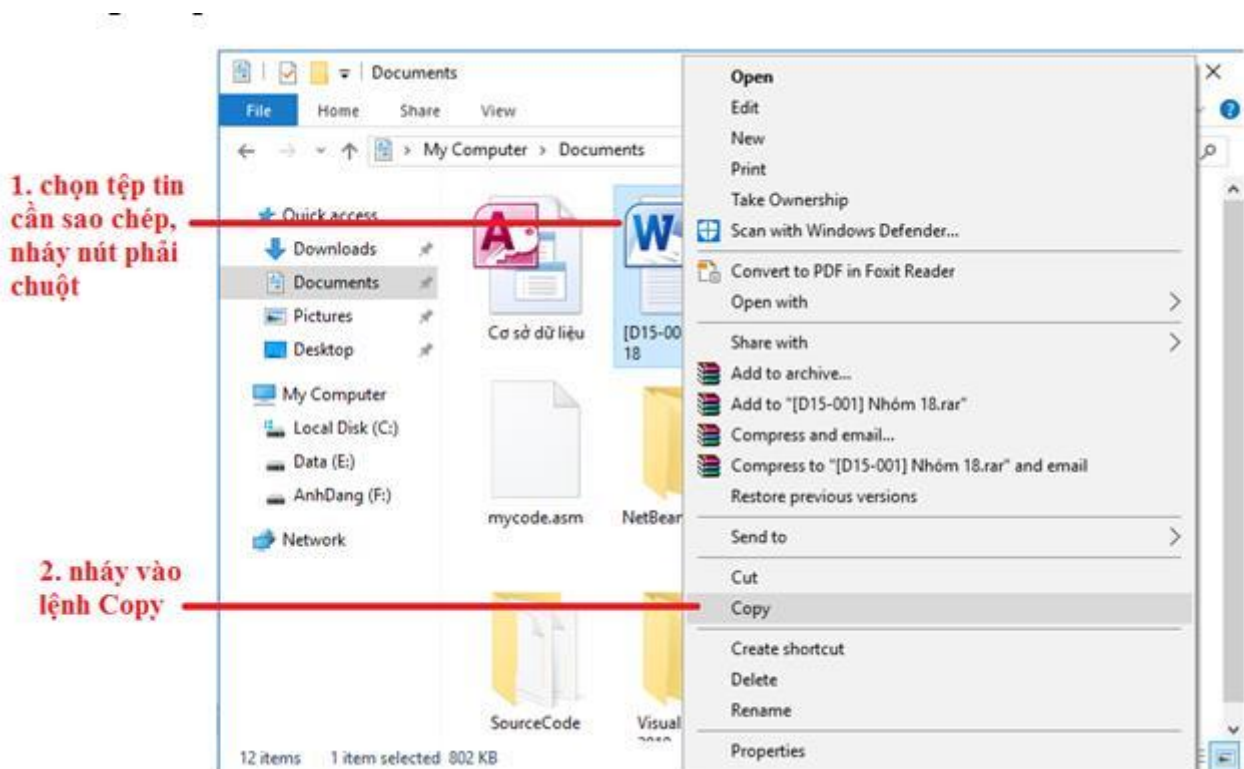 Documents
File Home Share View
My Computer > Documents
1. chọn tệp tin
cần sao chép,
nháy nút phải
chuột
Quick access
Downloads
Documents
Pictures
Desktop
My Computer
Local Disk (C:)
Data (E:)
AnhDang (F:)
Network
2. nháy vào
lệnh Copy
Cơ sở dữ liệu
[D15-00
18
mycode.asm
NetBear
SourceCode
Visual
12 items 1 item selected 802 KB
Open
Edit
New
Print
Take Ownership
Scan with Windows Defender...
Convert to PDF in Foxit Reader
Open with
Share with
Add to archive...
Add to "[D15-001] Nhóm 18.rar"
Compress and email...
Compress to "[D15-001] Nhóm 18.rar" and email
Restore previous versions
Send to
Cut
Copy
Create shortcut
Delete
Rename
Properties